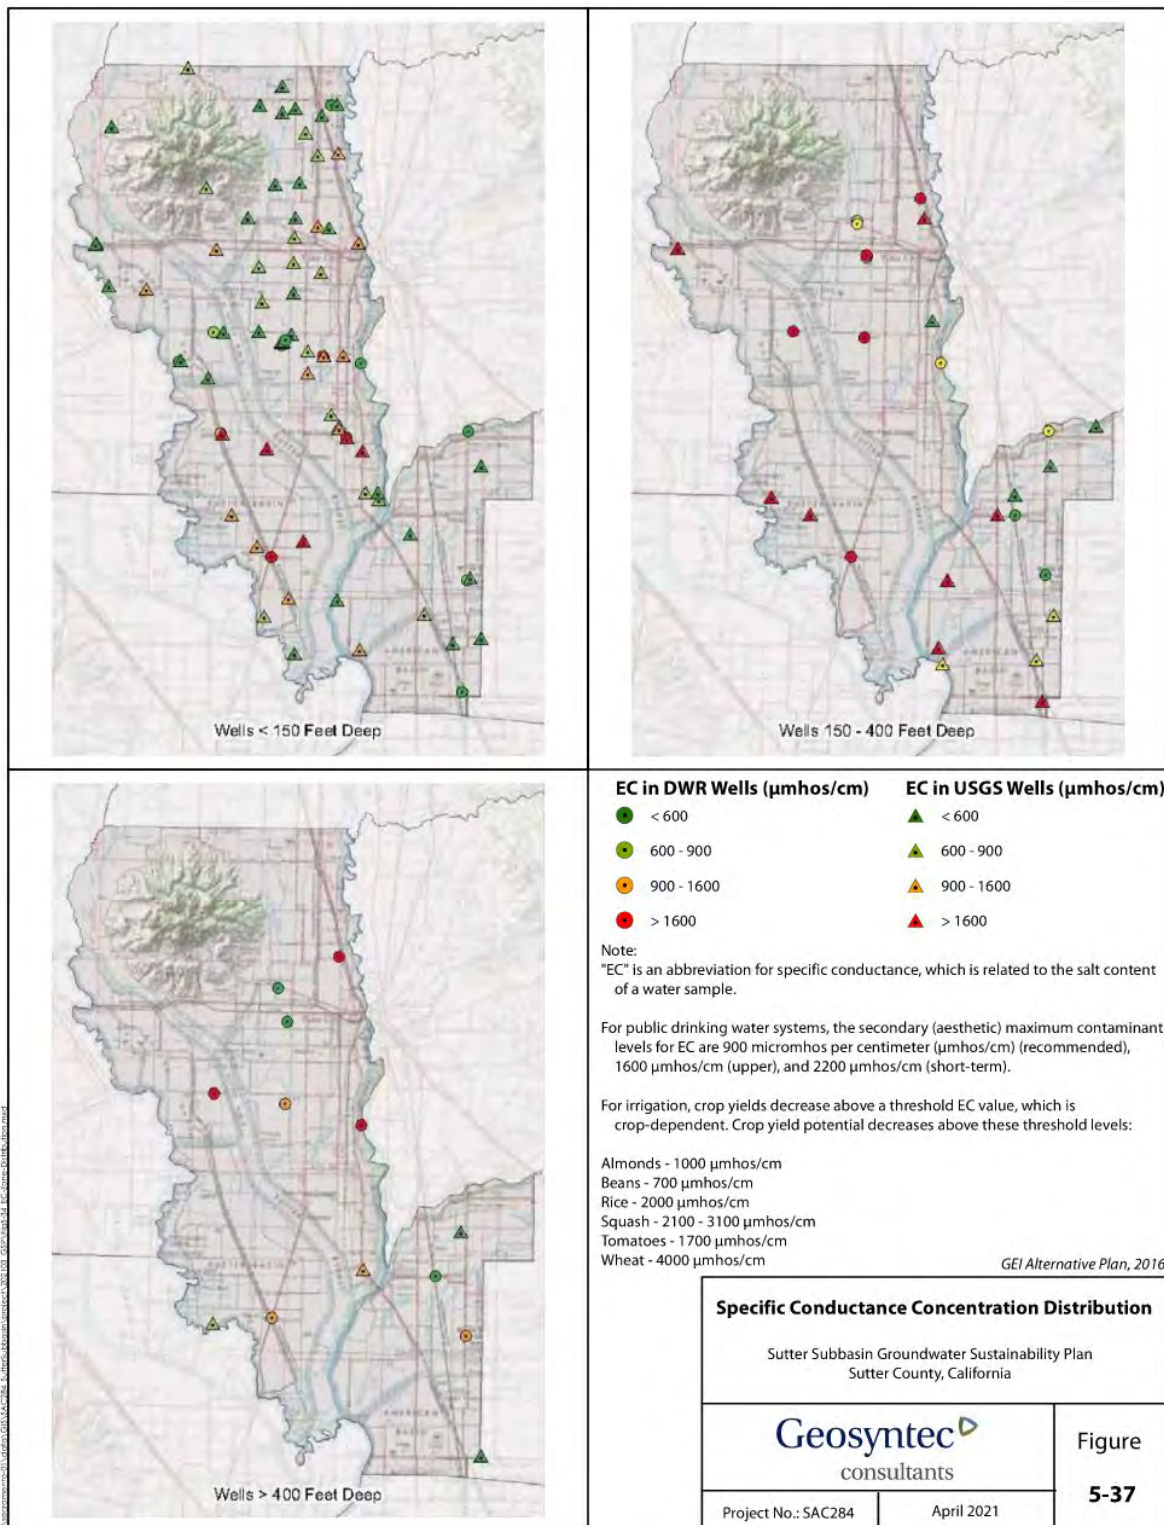 Wells < 150 Feet Deep
Wells 150 - 400 Feet Deep
Wells > 400 Feet Deep
EC in DWR Wells (µmhos/cm)
< 600
600 - 900
900 - 1600
> 1600
EC in USGS Wells (µmhos/cm)
< 600
600 - 900
900 - 1600
> 1600
Note:
"EC" is an abbreviation for specific conductance, which is related to the salt content
of a water sample.
For public drinking water systems, the secondary (aesthetic) maximum contaminant
levels for EC are 900 micromhos per centimeter (µmhos/cm) (recommended),
1600 µmhos/cm (upper), and 2200 µmhos/cm (short-term).
For irrigation, crop yields decrease above a threshold EC value, which is
crop-dependent. Crop yield potential decreases above these threshold levels:
Almonds - 1000 µmhos/cm
Beans - 700 µmhos/cm
Rice - 2000 µmhos/cm
Squash - 2100 - 3100 µmhos/cm
Tomatoes - 1700 µmhos/cm
Wheat - 4000 µmhos/cm
GEI Alternative Plan, 2016
Specific Conductance Concentration Distribution
Sutter Subbasin Groundwater Sustainability Plan
Sutter County, California
Geosyntec
consultants
Figure
5-37
Project No.: SAC284
April 2021